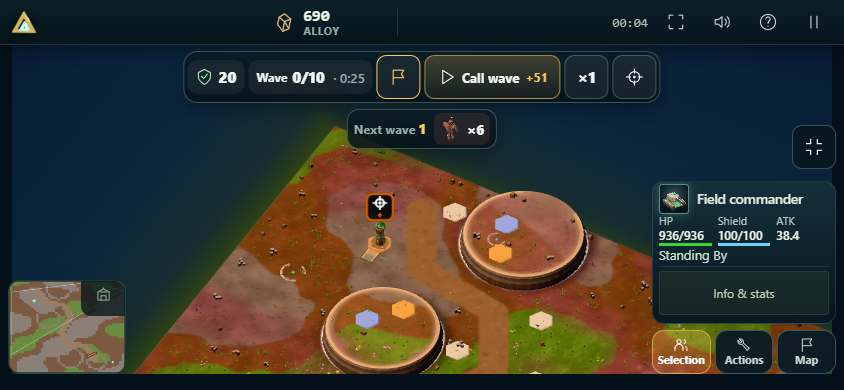 690
ALLOY
00:04
20
Wave 0/10 · 0:25
Call wave +51
×1
Next wave 1
×6
Field commander
HP
Shield
ATK
936/936
100/100
38.4
Standing By
Info & stats
Selection
Actions
Map